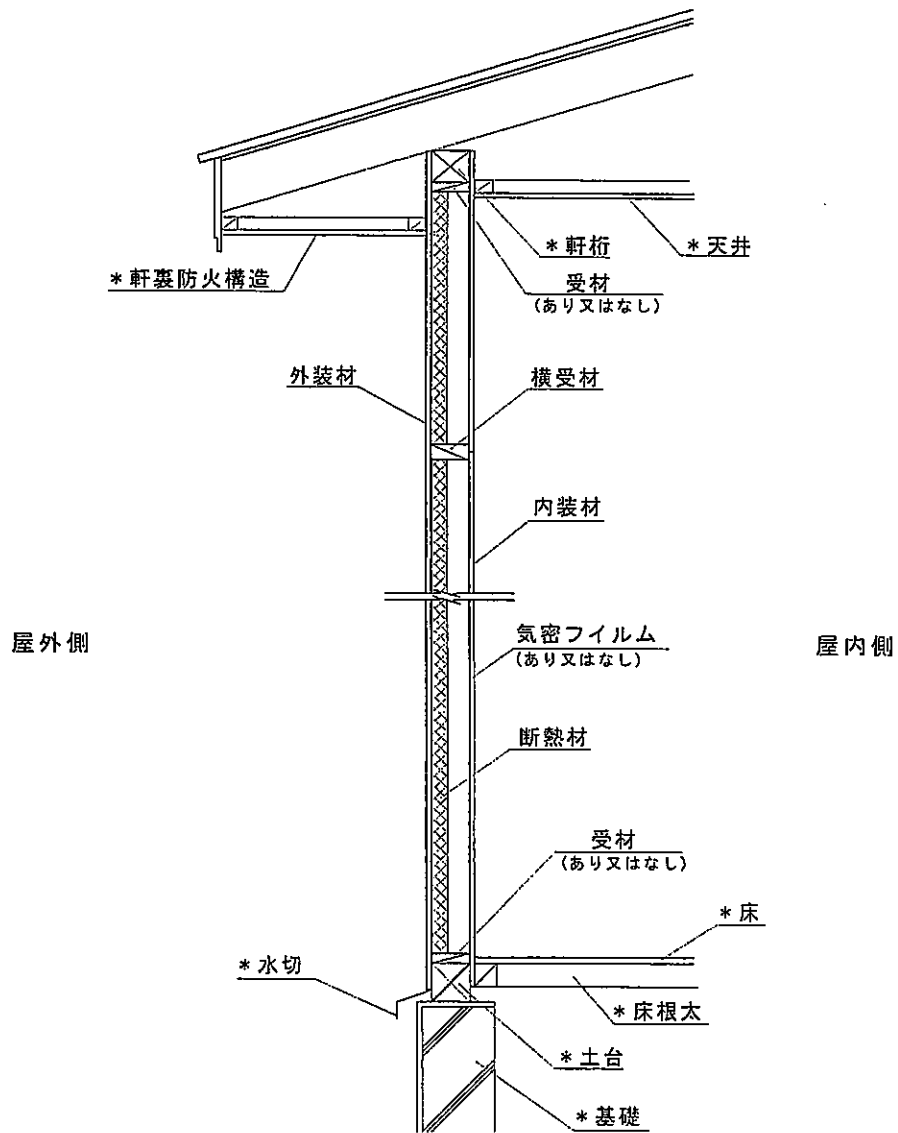 *軒桁
*天井
*軒裏防火構造
受材
(あり又はなし)
外装材
横受材
内装材
気密フイルム
(あり又はなし)
屋外側
屋内側
断熱材
受材
(あり又はなし)
*床
*水切
*床根太
*土台
*基礎